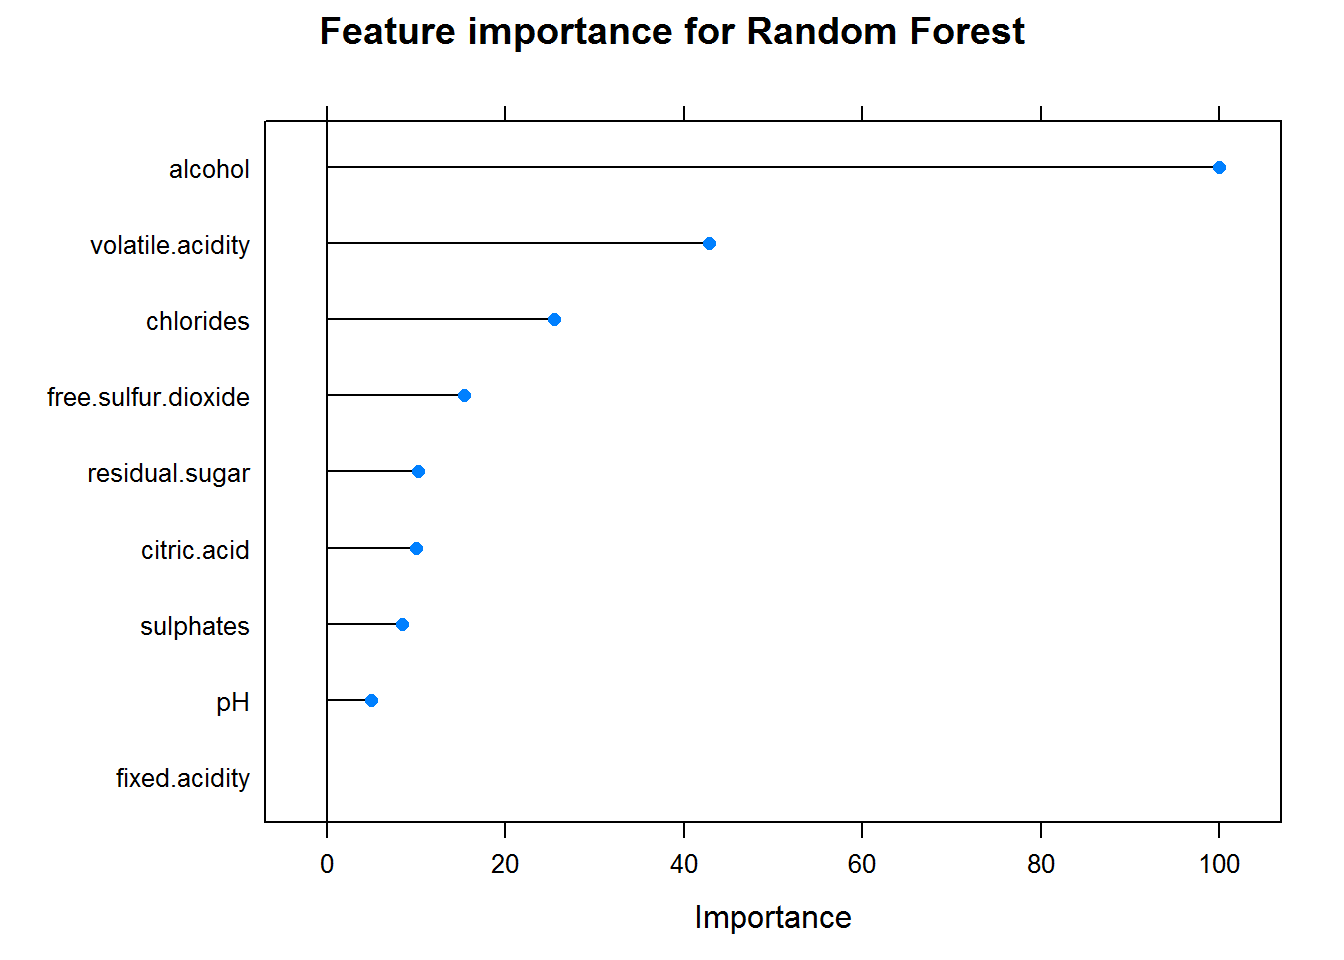 Feature importance for Random Forest
alcohol
volatile.acidity
chlorides
free.sulfur.dioxide
residual.sugar
citric.acid
sulphates
pH
fixed.acidity
0 20 40 60 80 100
Importance